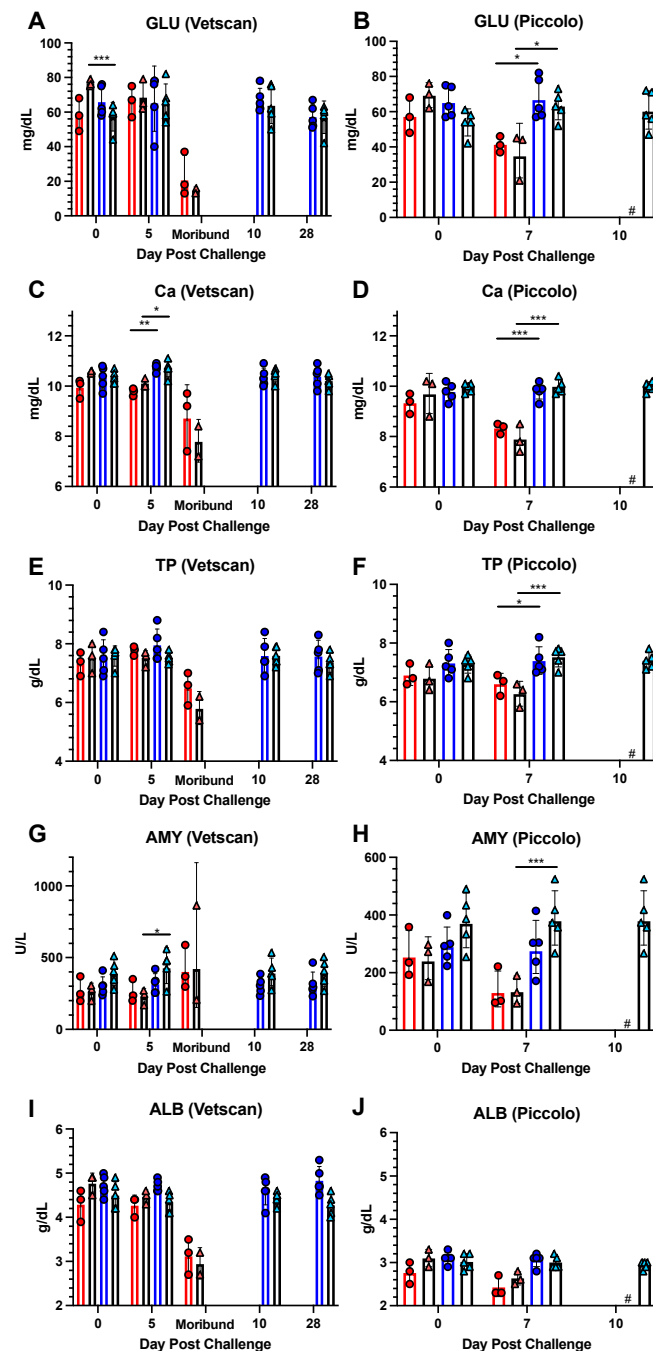 A GLU (Vetscan)
100
80
60
40
20
0
mg/dL
***
0 5 Moribund 10 28
Day Post Challenge
B GLU (Piccolo)
100
80
60
40
20
0
mg/dL
*
*
#
0 7 10
Day Post Challenge
C Ca (Vetscan)
12
10
8
6
mg/dL
*
**
0 5 Moribund 10 28
Day Post Challenge
D Ca (Piccolo)
12
10
8
6
mg/dL
***
***
#
0 7 10
Day Post Challenge
E TP (Vetscan)
10
8
6
4
g/dL
0 5 Moribund 10 28
Day Post Challenge
F TP (Piccolo)
10
8
6
4
g/dL
***
*
#
0 7 10
Day Post Challenge
G AMY (Vetscan)
1000
500
0
U/L
*
0 5 Moribund 10 28
Day Post Challenge
H AMY (Piccolo)
600
400
200
0
U/L
***
#
0 7 10
Day Post Challenge
I ALB (Vetscan)
6
5
4
3
2
g/dL
0 5 Moribund 10 28
Day Post Challenge
J ALB (Piccolo)
6
5
4
3
2
g/dL
#
0 7 10
Day Post Challenge